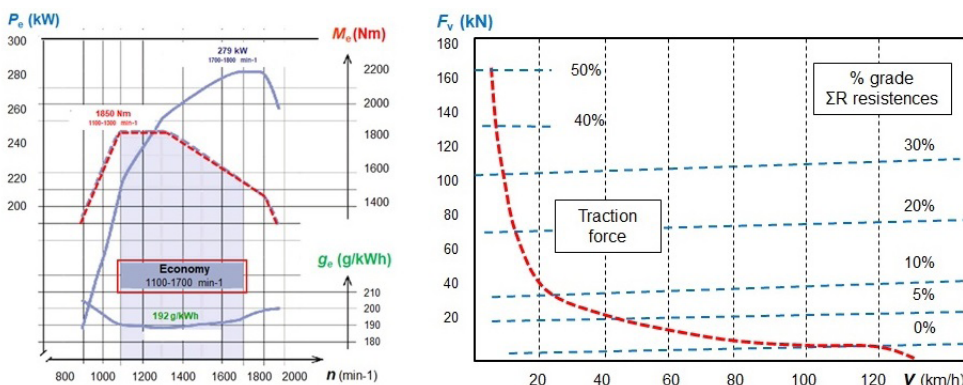 Pe (kW)
300
280
260
240
220
200
Me (Nm)
2200
2000
1800
1600
1400
279 kW
1700-1800 min-1
1850 Nm
1100-1300 min-1
Economy
1100-1700 min-1
ge (g/kWh)
210
200
190
180
192 g/kWh
800 1000 1200 1400 1600 1800 2000
n (min-1)
Fv (kN)
180
160
140
120
100
80
60
40
20
50%
40%
30%
20%
10%
5%
0%
% grade
ΣR resistences
Traction
force
20 40 60 80 100 120 V (km/h)